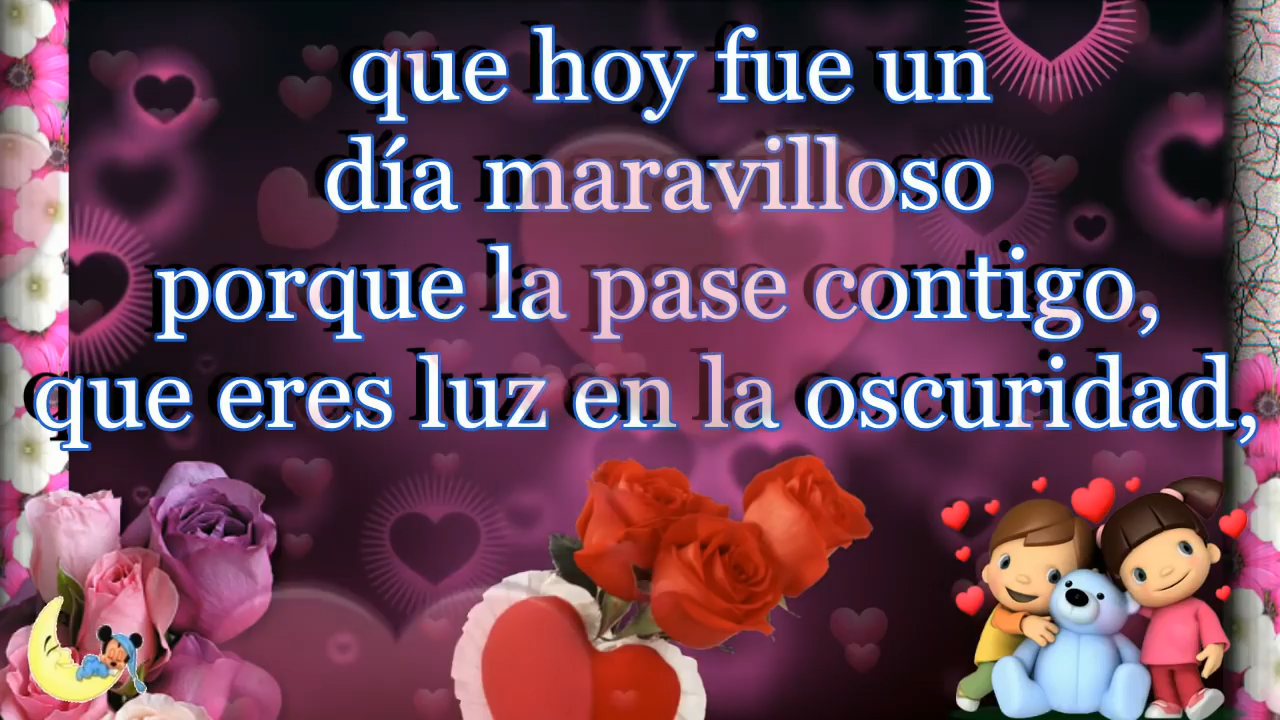 que hoy fue un
día maravilloso
porque la pase contigo,
que eres luz en la oscuridad,